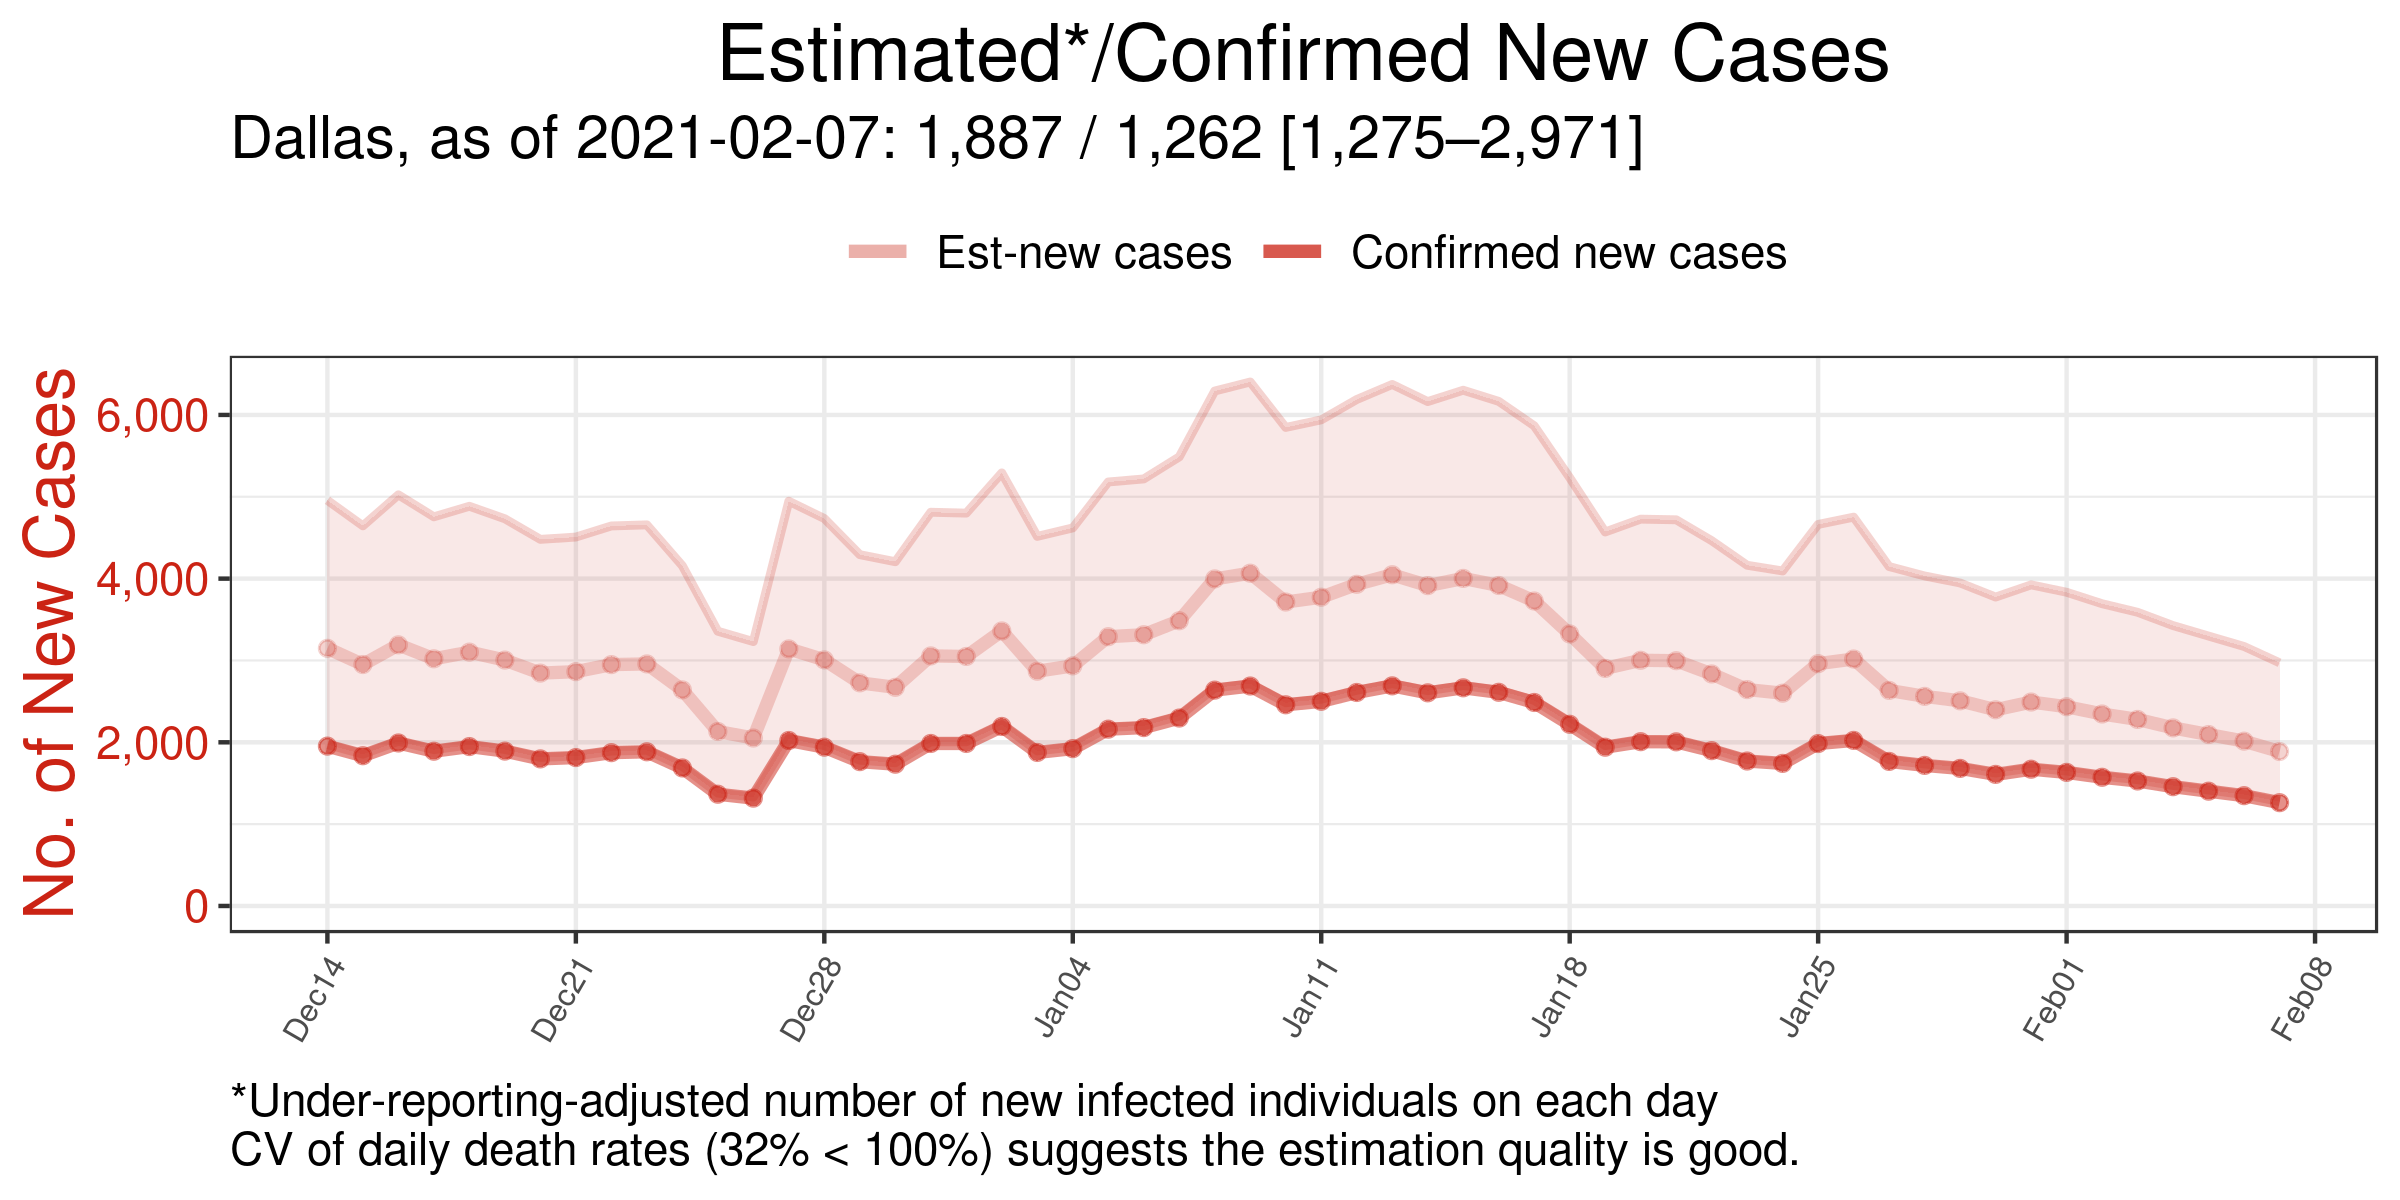 Estimated*/Confirmed New Cases
Dallas, as of 2021-02-07: 1,887 / 1,262 [1,275–2,971]
Est-new cases Confirmed new cases
No. of New Cases
6,000
4,000
2,000
0
Dec14 Dec21 Dec28 Jan04 Jan11 Jan18 Jan25 Feb01 Feb08
*Under-reporting-adjusted number of new infected individuals on each day
CV of daily death rates (32% < 100%) suggests the estimation quality is good.